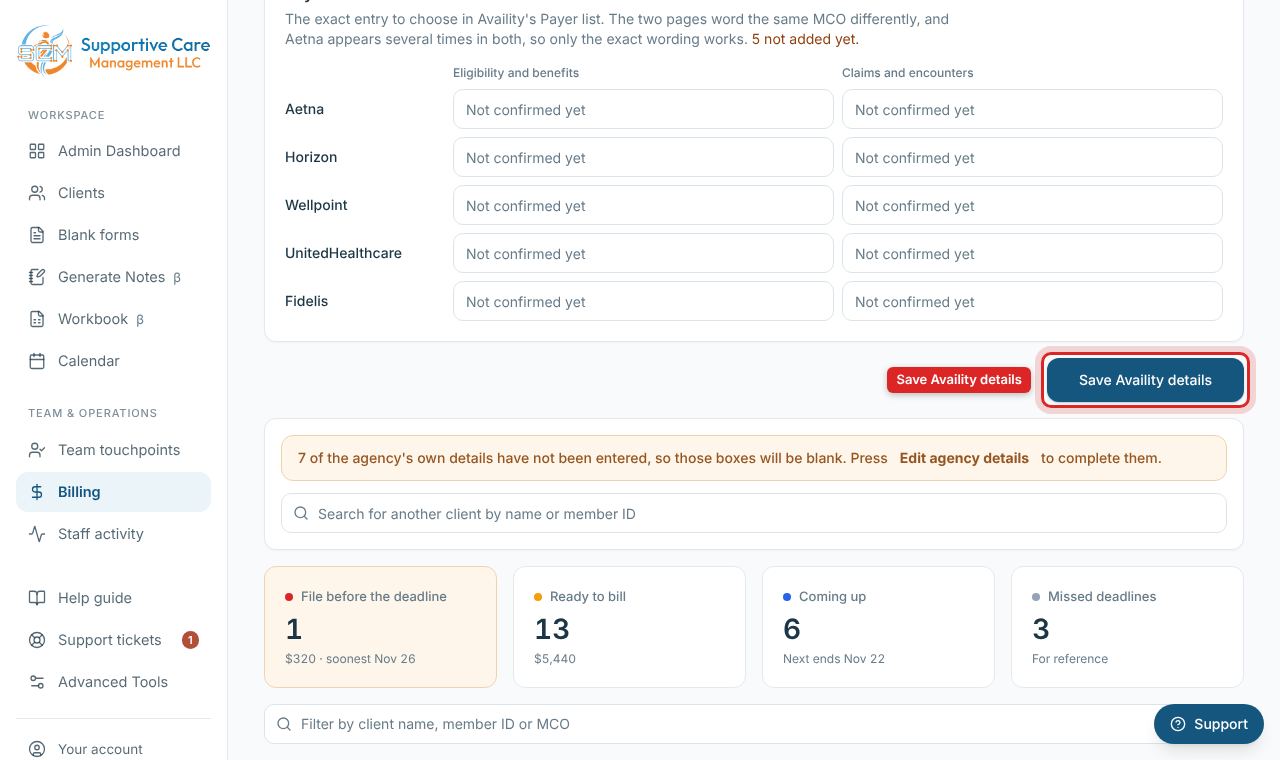 SCM
Supportive Care
Management LLC
WORKSPACE
Admin Dashboard
Clients
Blank forms
Generate Notes β
Workbook β
Calendar
TEAM & OPERATIONS
Team touchpoints
Billing
Staff activity
Help guide
Support tickets 1
Advanced Tools
Your account
The exact entry to choose in Availity's Payer list. The two pages word the same MCO differently, and
Aetna appears several times in both, so only the exact wording works. 5 not added yet.
Eligibility and benefits Claims and encounters
Aetna Not confirmed yet Not confirmed yet
Horizon Not confirmed yet Not confirmed yet
Wellpoint Not confirmed yet Not confirmed yet
UnitedHealthcare Not confirmed yet Not confirmed yet
Fidelis Not confirmed yet Not confirmed yet
Save Availity details Save Availity details
7 of the agency's own details have not been entered, so those boxes will be blank. Press Edit agency details to complete them.
Search for another client by name or member ID
File before the deadline
1
$320 · soonest Nov 26
Ready to bill
13
$5,440
Coming up
6
Next ends Nov 22
Missed deadlines
3
For reference
Filter by client name, member ID or MCO
Support